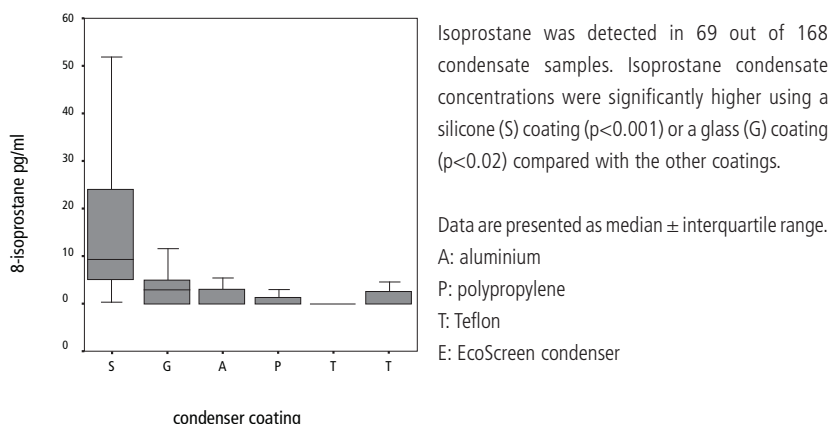 60
50
40
30
20
10
0
0
8-isoprostane pg/ml
S G A P T T
condenser coating
Isoprostane was detected in 69 out of 168
condensate samples. Isoprostane condensate
concentrations were significantly higher using a
silicone (S) coating (p<0.001) or a glass (G) coating
(p<0.02) compared with the other coatings.
Data are presented as median ± interquartile range.
A: aluminium
P: polypropylene
T: Teflon
E: EcoScreen condenser